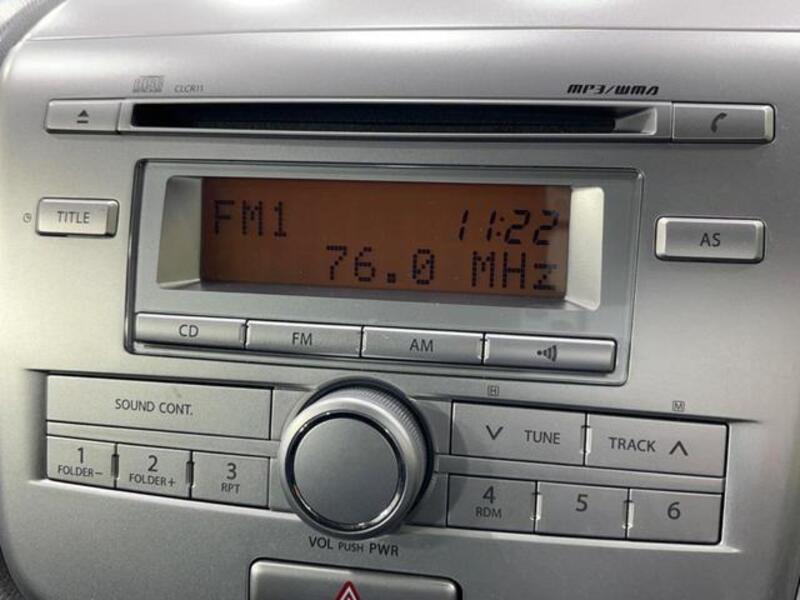 CLCR11
MP3/WMA
TITLE
FM1 11:22
76.0 MHz
AS
CD FM AM
SOUND CONT.
H
TUNE
M
TRACK
1 FOLDER−
2 FOLDER+
3 RPT
4 RDM
5
6
VOL PUSH PWR